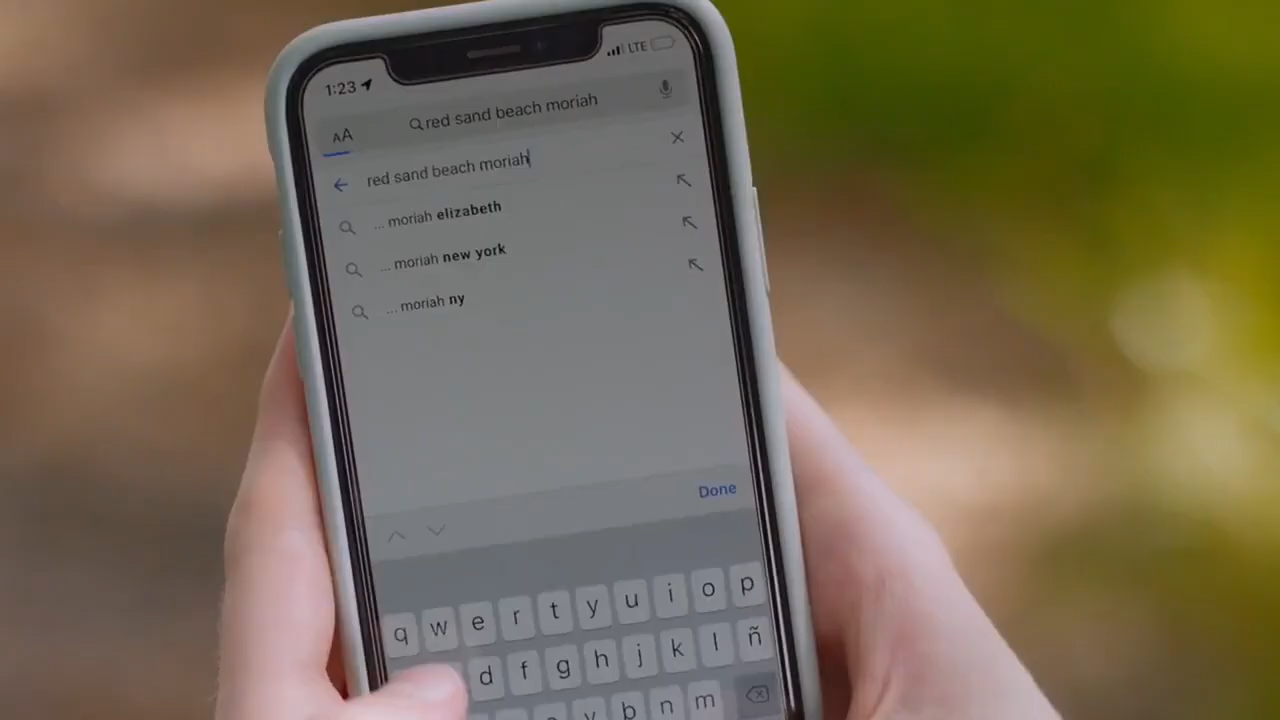 1:23 LTE
AA red sand beach moriah
red sand beach moriah
... moriah elizabeth
... moriah new york
... moriah ny
Done
q w e r t y u i o p
d f g h j k l ñ
v b n m